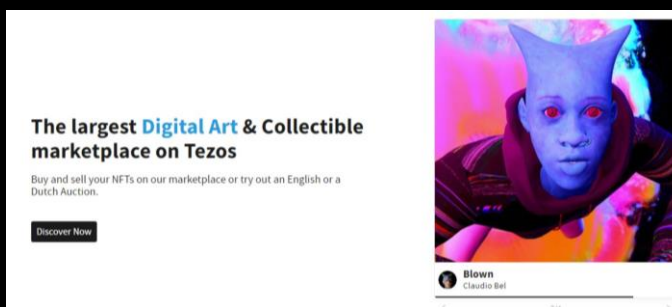 The largest Digital Art & Collectible
marketplace on Tezos
Buy and sell your NFTs on our marketplace or try out an English or a
Dutch Auction.
Discover Now
Blown
Claudio Bel